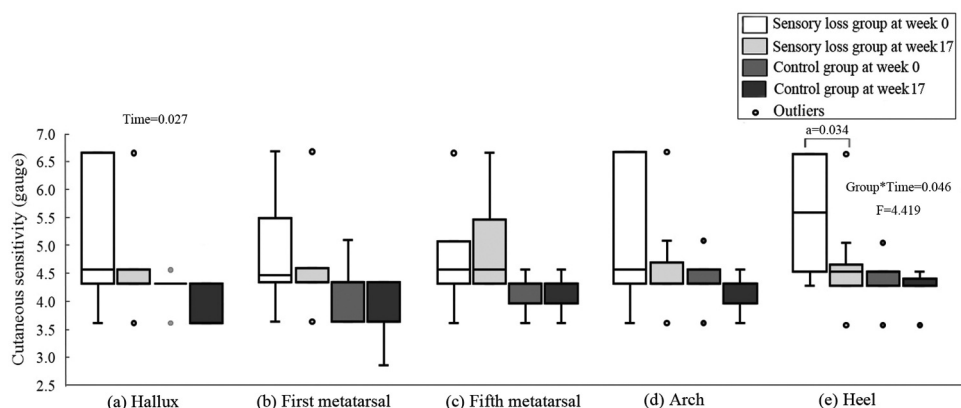 Sensory loss group at week 0
Sensory loss group at week17
Control group at week 0
Control group at week17
Outliers
Time=0.027
a=0.034
Group*Time=0.046
F=4.419
Cutaneous sensitivity (gauge)
7.0
6.5
6.0
5.5
5.0
4.5
4.0
3.5
3.0
2.5
(a) Hallux
(b) First metatarsal
(c) Fifth metatarsal
(d) Arch
(e) Heel